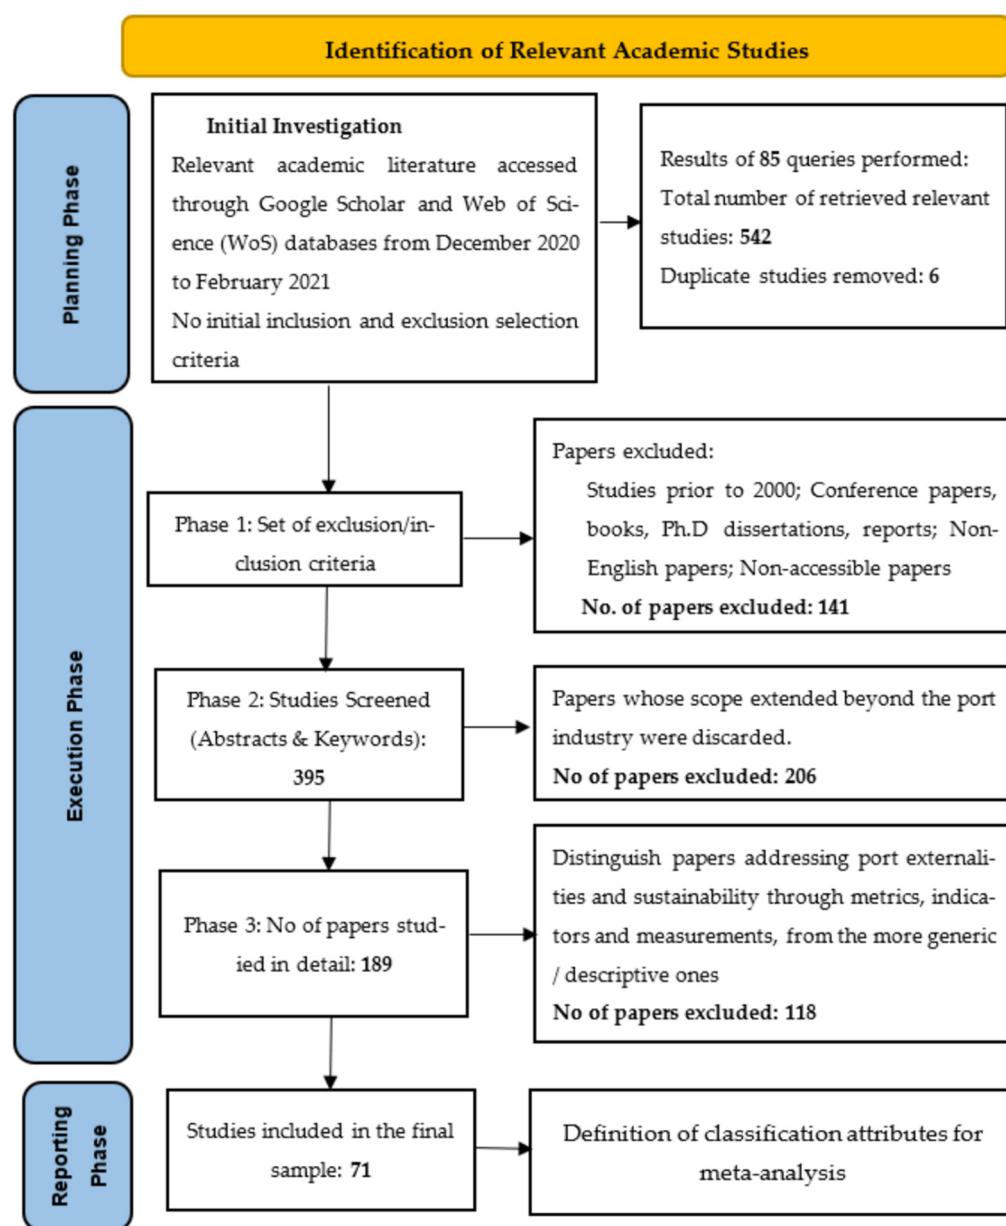 Identification of Relevant Academic Studies
Planning Phase
Initial Investigation
Relevant academic literature accessed
through Google Scholar and Web of Sci-
ence (WoS) databases from December 2020
to February 2021
No initial inclusion and exclusion selection
criteria
Results of 85 queries performed:
Total number of retrieved relevant
studies: 542
Duplicate studies removed: 6
Execution Phase
Phase 1: Set of exclusion/in-
clusion criteria
Papers excluded:
Studies prior to 2000; Conference papers,
books, Ph.D dissertations, reports; Non-
English papers; Non-accessible papers
No. of papers excluded: 141
Phase 2: Studies Screened
(Abstracts & Keywords):
395
Papers whose scope extended beyond the port
industry were discarded.
No of papers excluded: 206
Phase 3: No of papers stud-
ied in detail: 189
Distinguish papers addressing port externali-
ties and sustainability through metrics, indica-
tors and measurements, from the more generic
/ descriptive ones
No of papers excluded: 118
Reporting
Phase
Studies included in the final
sample: 71
Definition of classification attributes for
meta-analysis